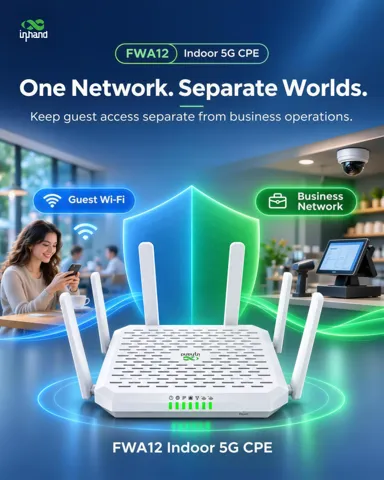 inhand
FWA12 Indoor 5G CPE
One Network. Separate Worlds.
Keep guest access separate from business operations.
Guest Wi-Fi
Business
Network
inhand
FWA12 Indoor 5G CPE